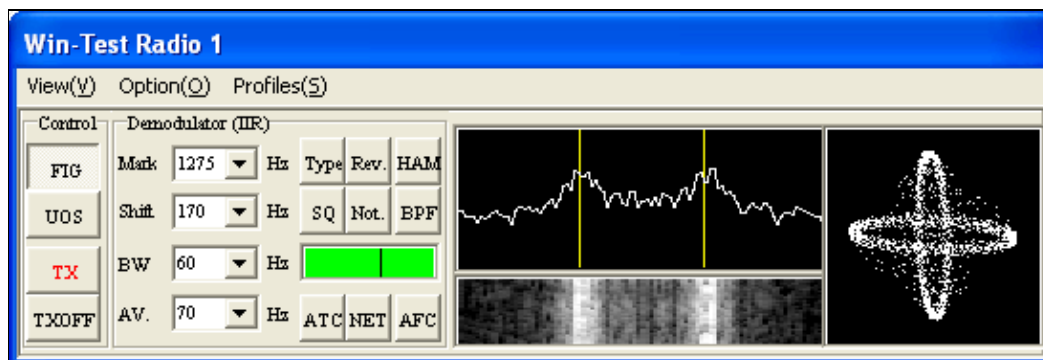 Win-Test Radio 1
View(V) Option(O) Profiles(S)
Control Demodulator (IIR)
FIG Mark 1275 Hz Type Rev. HAM
UOS Shift 170 Hz SQ Not. BPF
TX BW 60 Hz
TXOFF AV. 70 Hz ATC NET AFC